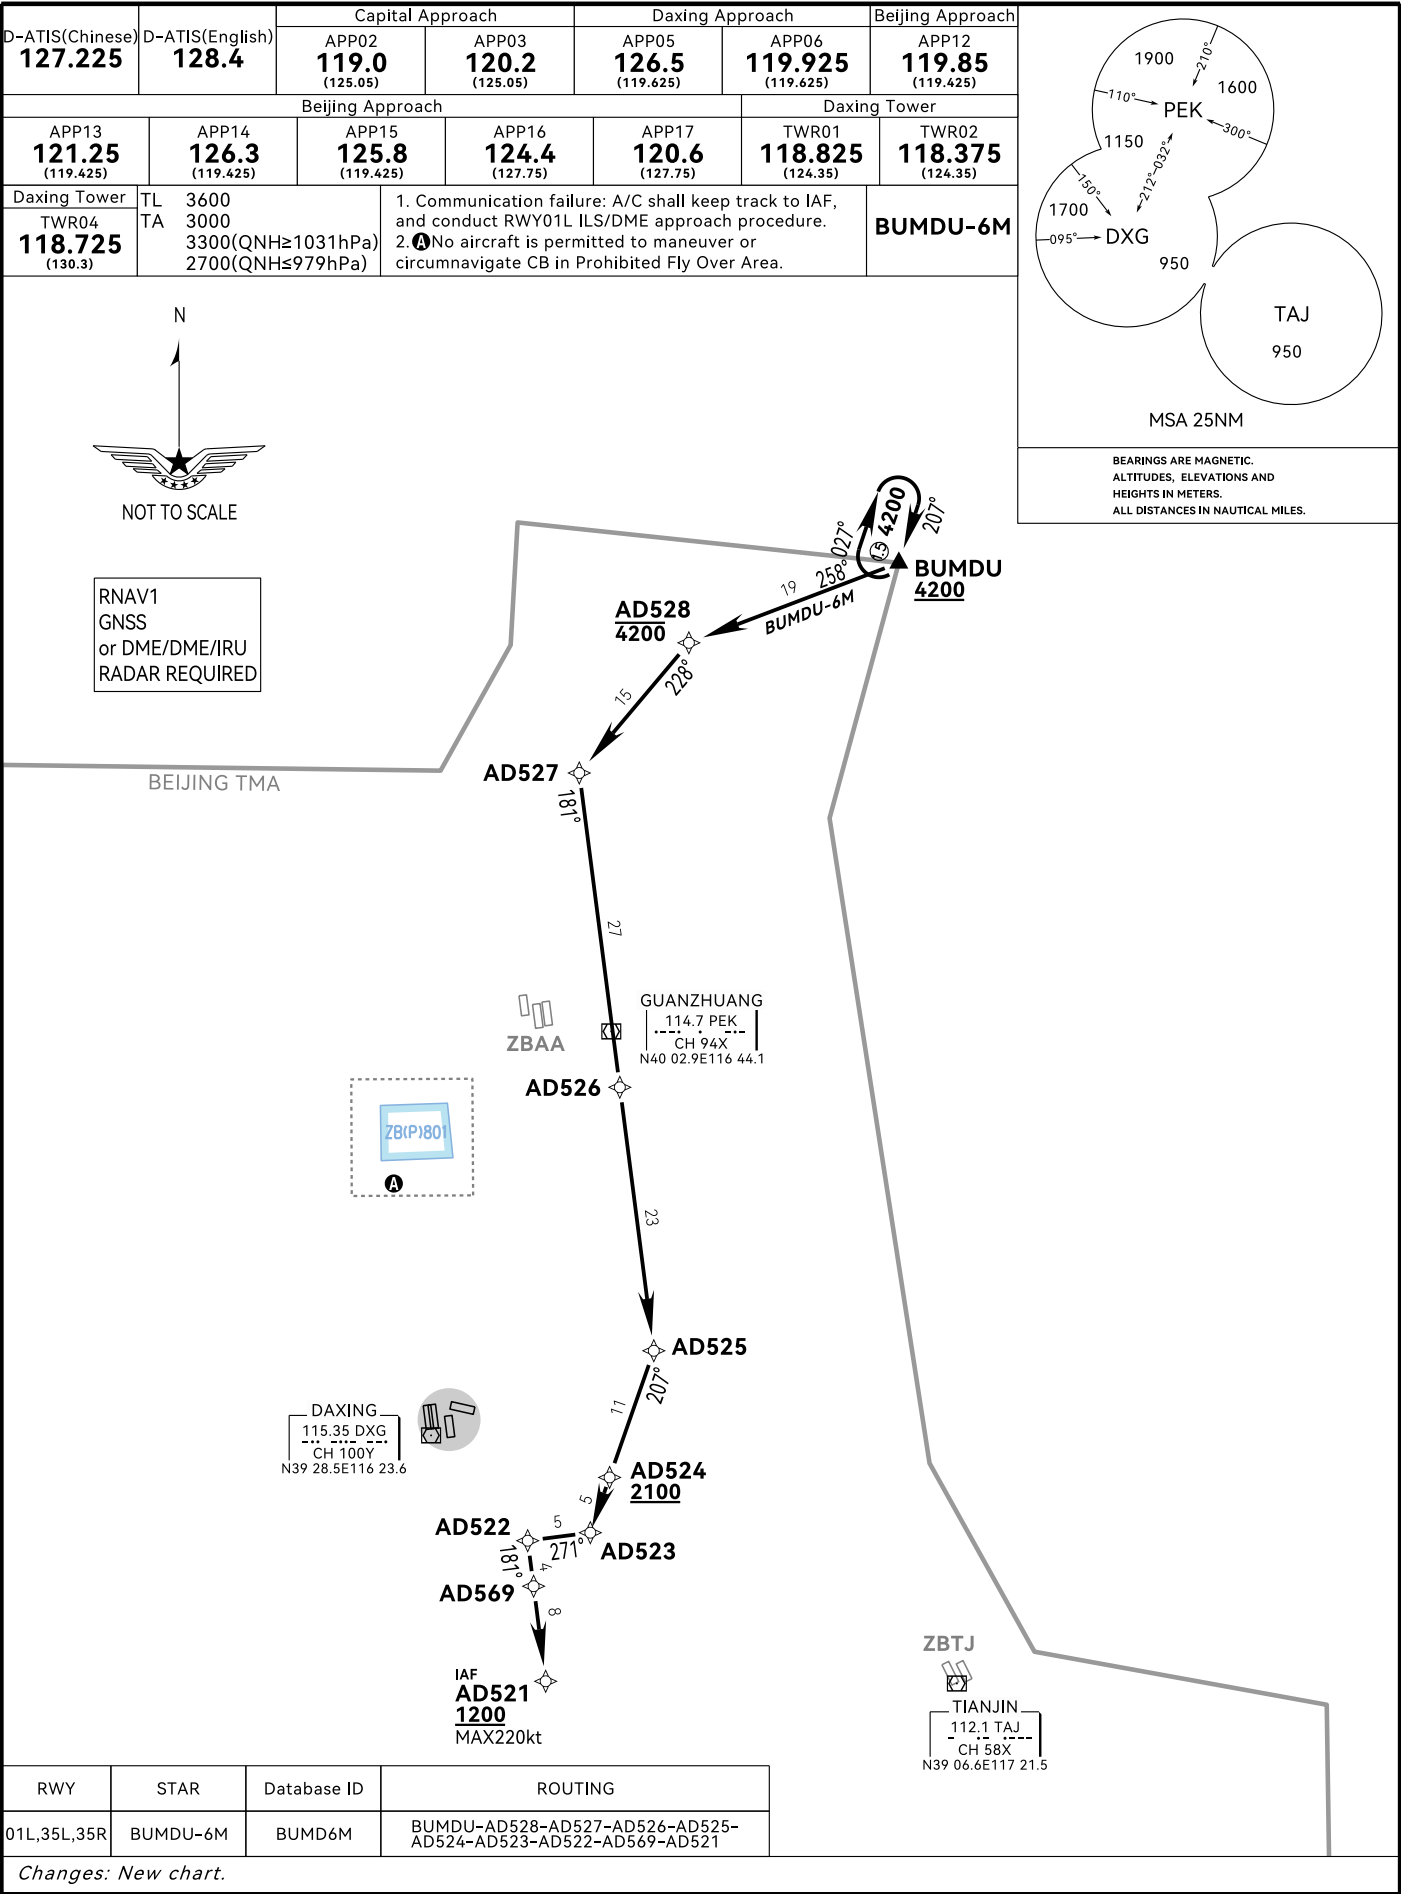 Capital Approach
Daxing Approach
Beijing Approach
D-ATIS(Chinese)
127.225
D-ATIS(English)
128.4
APP02
119.0
(125.05)
APP03
120.2
(125.05)
APP05
126.5
(119.625)
APP06
119.925
(119.625)
APP12
119.85
(119.425)
Beijing Approach
Daxing Tower
APP13
121.25
(119.425)
APP14
126.3
(119.425)
APP15
125.8
(119.425)
APP16
124.4
(127.75)
APP17
120.6
(127.75)
TWR01
118.825
(124.35)
TWR02
118.375
(124.35)
Daxing Tower
TWR04
118.725
(130.3)
TL 3600
TA 3000
3300(QNH≥1031hPa)
2700(QNH≤979hPa)
1. Communication failure: A/C shall keep track to IAF,
and conduct RWY01L ILS/DME approach procedure.
2. A No aircraft is permitted to maneuver or
circumnavigate CB in Prohibited Fly Over Area.
BUMDU-6M
1900
210°
1600
110°
PEK
300°
1150
032°
212°
150°
1700
095°
DXG
950
TAJ
950
MSA 25NM
BEARINGS ARE MAGNETIC.
ALTITUDES, ELEVATIONS AND
HEIGHTS IN METERS.
ALL DISTANCES IN NAUTICAL MILES.
N
NOT TO SCALE
RNAV1
GNSS
or DME/DME/IRU
RADAR REQUIRED
4200
1.5
027°
207°
BUMDU
4200
258°
19
BUMDU-6M
AD528
4200
228°
15
AD527
181°
BEIJING TMA
27
ZBAA
GUANZHUANG
114.7 PEK
CH 94X
N40 02.9E116 44.1
AD526
ZB(P)801
A
23
AD525
207°
11
DAXING
115.35 DXG
CH 100Y
N39 28.5E116 23.6
AD524
2100
5
AD523
5
271°
AD522
181°
4
AD569
8
IAF
AD521
1200
MAX220kt
ZBTJ
TIANJIN
112.1 TAJ
CH 58X
N39 06.6E117 21.5
RWY STAR Database ID ROUTING
01L,35L,35R BUMDU-6M BUMD6M BUMDU-AD528-AD527-AD526-AD525-
AD524-AD523-AD522-AD569-AD521
Changes: New chart.